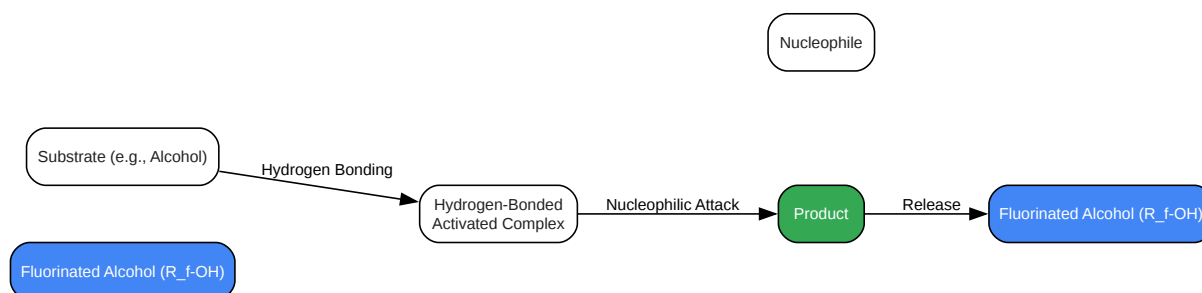 Nucleophile
Substrate (e.g., Alcohol)
Hydrogen Bonding
Hydrogen-Bonded
Activated Complex
Nucleophilic Attack
Product
Release
Fluorinated Alcohol (R_f-OH)
Fluorinated Alcohol (R_f-OH)